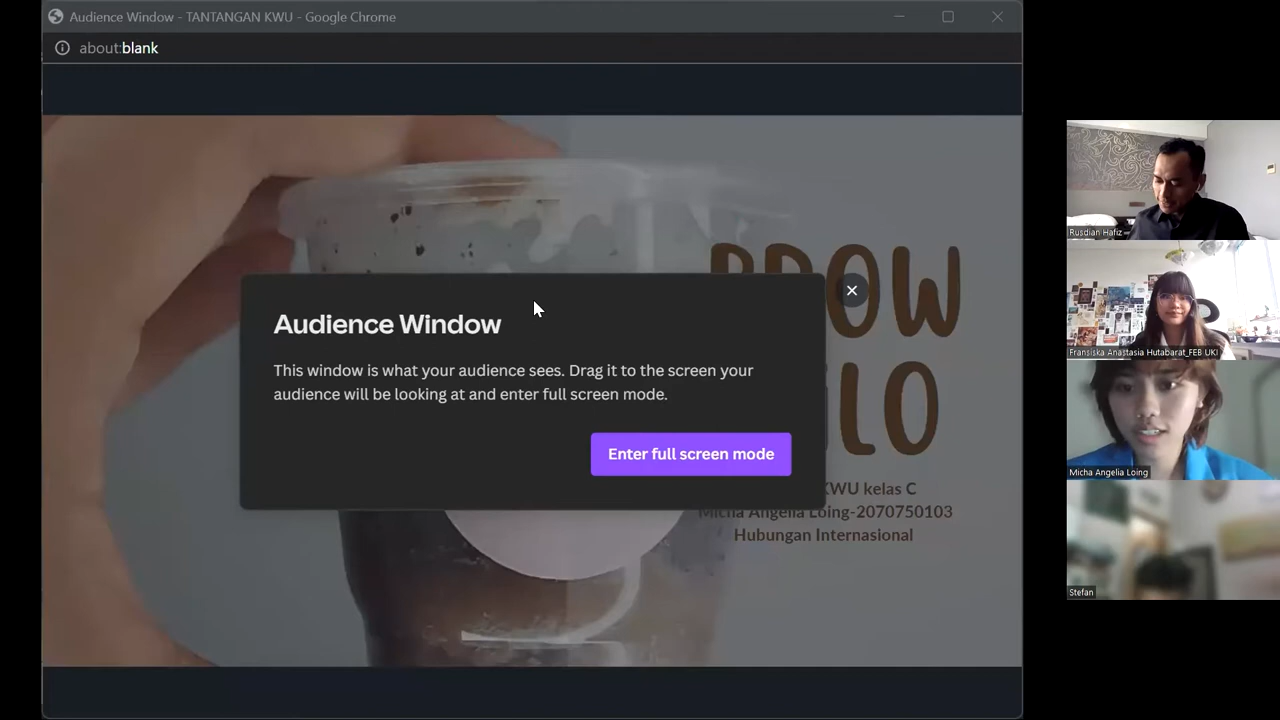 Audience Window - TANTANGAN KWU - Google Chrome
about:blank
Audience Window
This window is what your audience sees. Drag it to the screen your
audience will be looking at and enter full screen mode.
Enter full screen mode
KWU kelas C
Micha Angelia Loing-2070750103
Hubungan Internasional
Rusdian Hafiz
Fransiska Anastasia Hutabarat_FEB UKI
Micha Angelia Loing
Stefan